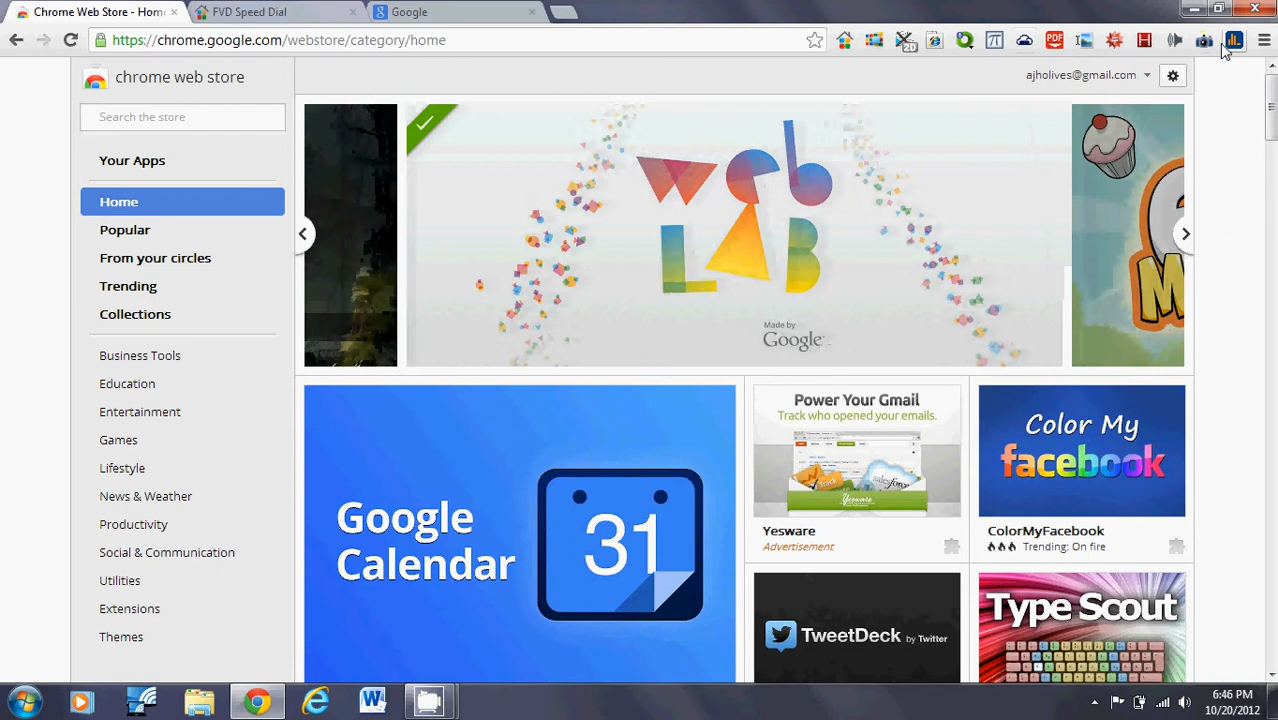 Chrome Web Store - Hom
FVD Speed Dial
Google
https://chrome.google.com/webstore/category/home
PDF
chrome web store
ajholives@gmail.com
Search the store
Your Apps
Home
Popular
From your circles
Trending
Collections
Business Tools
Education
Entertainment
Games
Lifestyle
News & Weather
Productivity
Social & Communication
Utilities
Extensions
Themes
web
LAB
Made by
Google
Google
Calendar
31
Power Your Gmail
Track who opened your emails.
Yesware
Advertisement
Color My
facebook
ColorMyFacebook
Trending: On fire
TweetDeck by Twitter
Type Scout
6:46 PM
10/20/2012